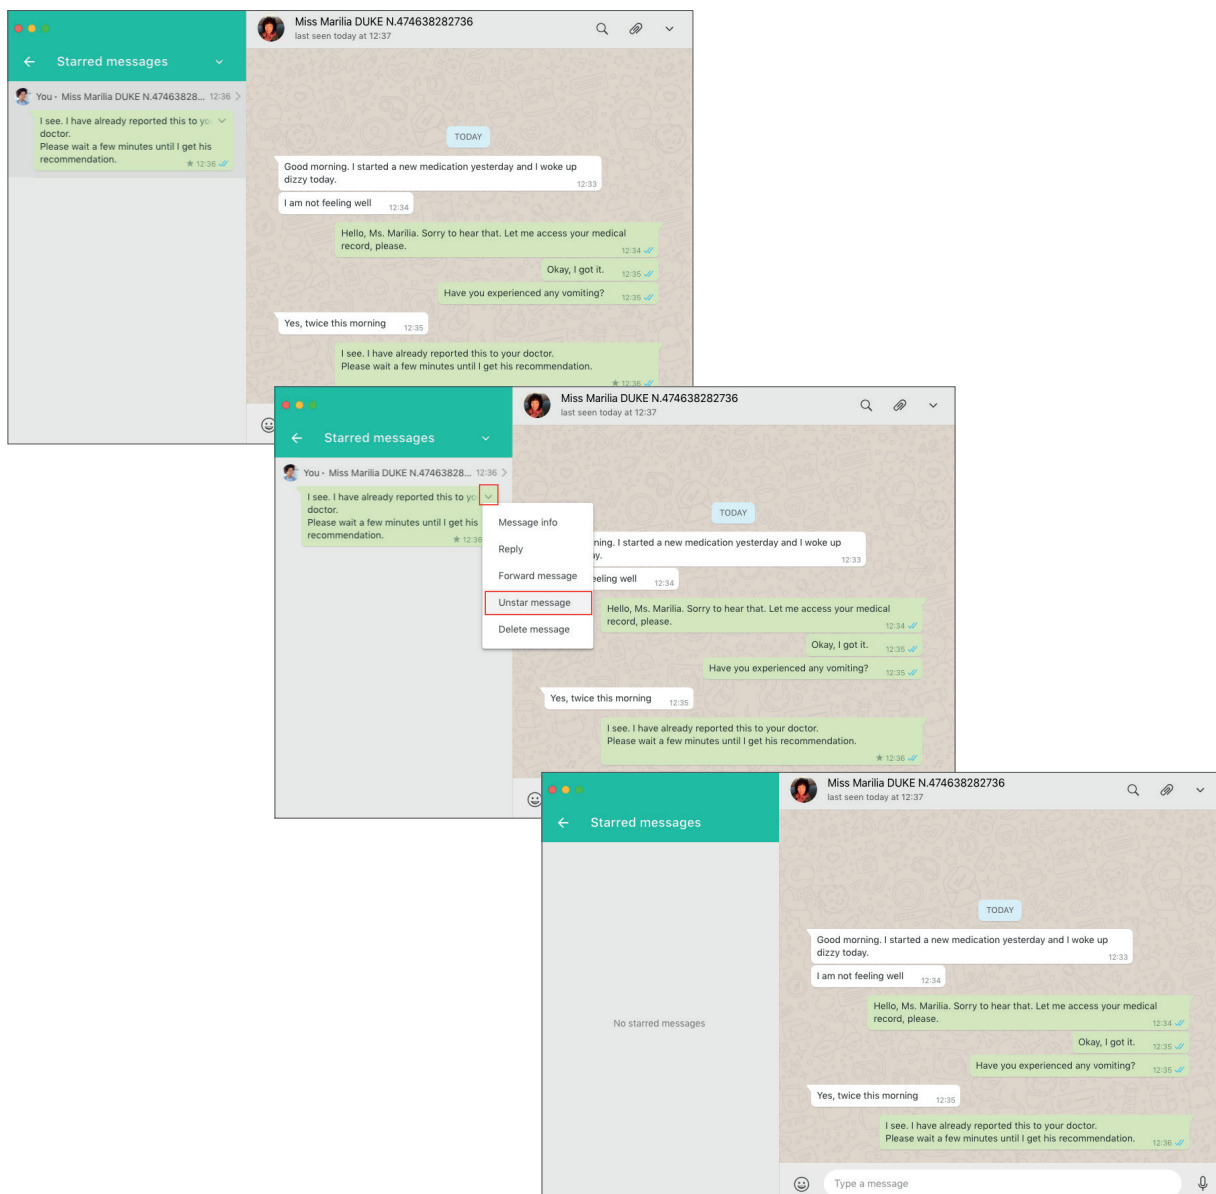 Miss Marilia DUKE N.474638282736
last seen today at 12:37
Starred messages
You - Miss Marilia DUKE N.47463828... 12:36
I see. I have already reported this to yo
doctor.
Please wait a few minutes until I get his
recommendation.
12:36
TODAY
Good morning. I started a new medication yesterday and I woke up
dizzy today.
12:33
I am not feeling well 12:34
Hello, Ms. Marilia. Sorry to hear that. Let me access your medical
record, please.
12:34
Okay, I got it. 12:35
Have you experienced any vomiting? 12:35
Yes, twice this morning 12:35
I see. I have already reported this to your doctor.
Please wait a few minutes until I get his recommendation.
12:36
Miss Marilia DUKE N.474638282736
last seen today at 12:37
Starred messages
You - Miss Marilia DUKE N.47463828... 12:36
I see. I have already reported this to yo
doctor.
Please wait a few minutes until I get his
recommendation.
12:36
Message info
Reply
Forward message
Unstar message
Delete message
TODAY
ning. I started a new medication yesterday and I woke up
y.
12:33
eeling well 12:34
Hello, Ms. Marilia. Sorry to hear that. Let me access your medical
record, please.
12:34
Okay, I got it. 12:35
Have you experienced any vomiting? 12:35
Yes, twice this morning 12:35
I see. I have already reported this to your doctor.
Please wait a few minutes until I get his recommendation.
12:36
Miss Marilia DUKE N.474638282736
last seen today at 12:37
Starred messages
No starred messages
TODAY
Good morning. I started a new medication yesterday and I woke up
dizzy today.
12:33
I am not feeling well 12:34
Hello, Ms. Marilia. Sorry to hear that. Let me access your medical
record, please.
12:34
Okay, I got it. 12:35
Have you experienced any vomiting? 12:35
Yes, twice this morning 12:35
I see. I have already reported this to your doctor.
Please wait a few minutes until I get his recommendation. 12:36
Type a message